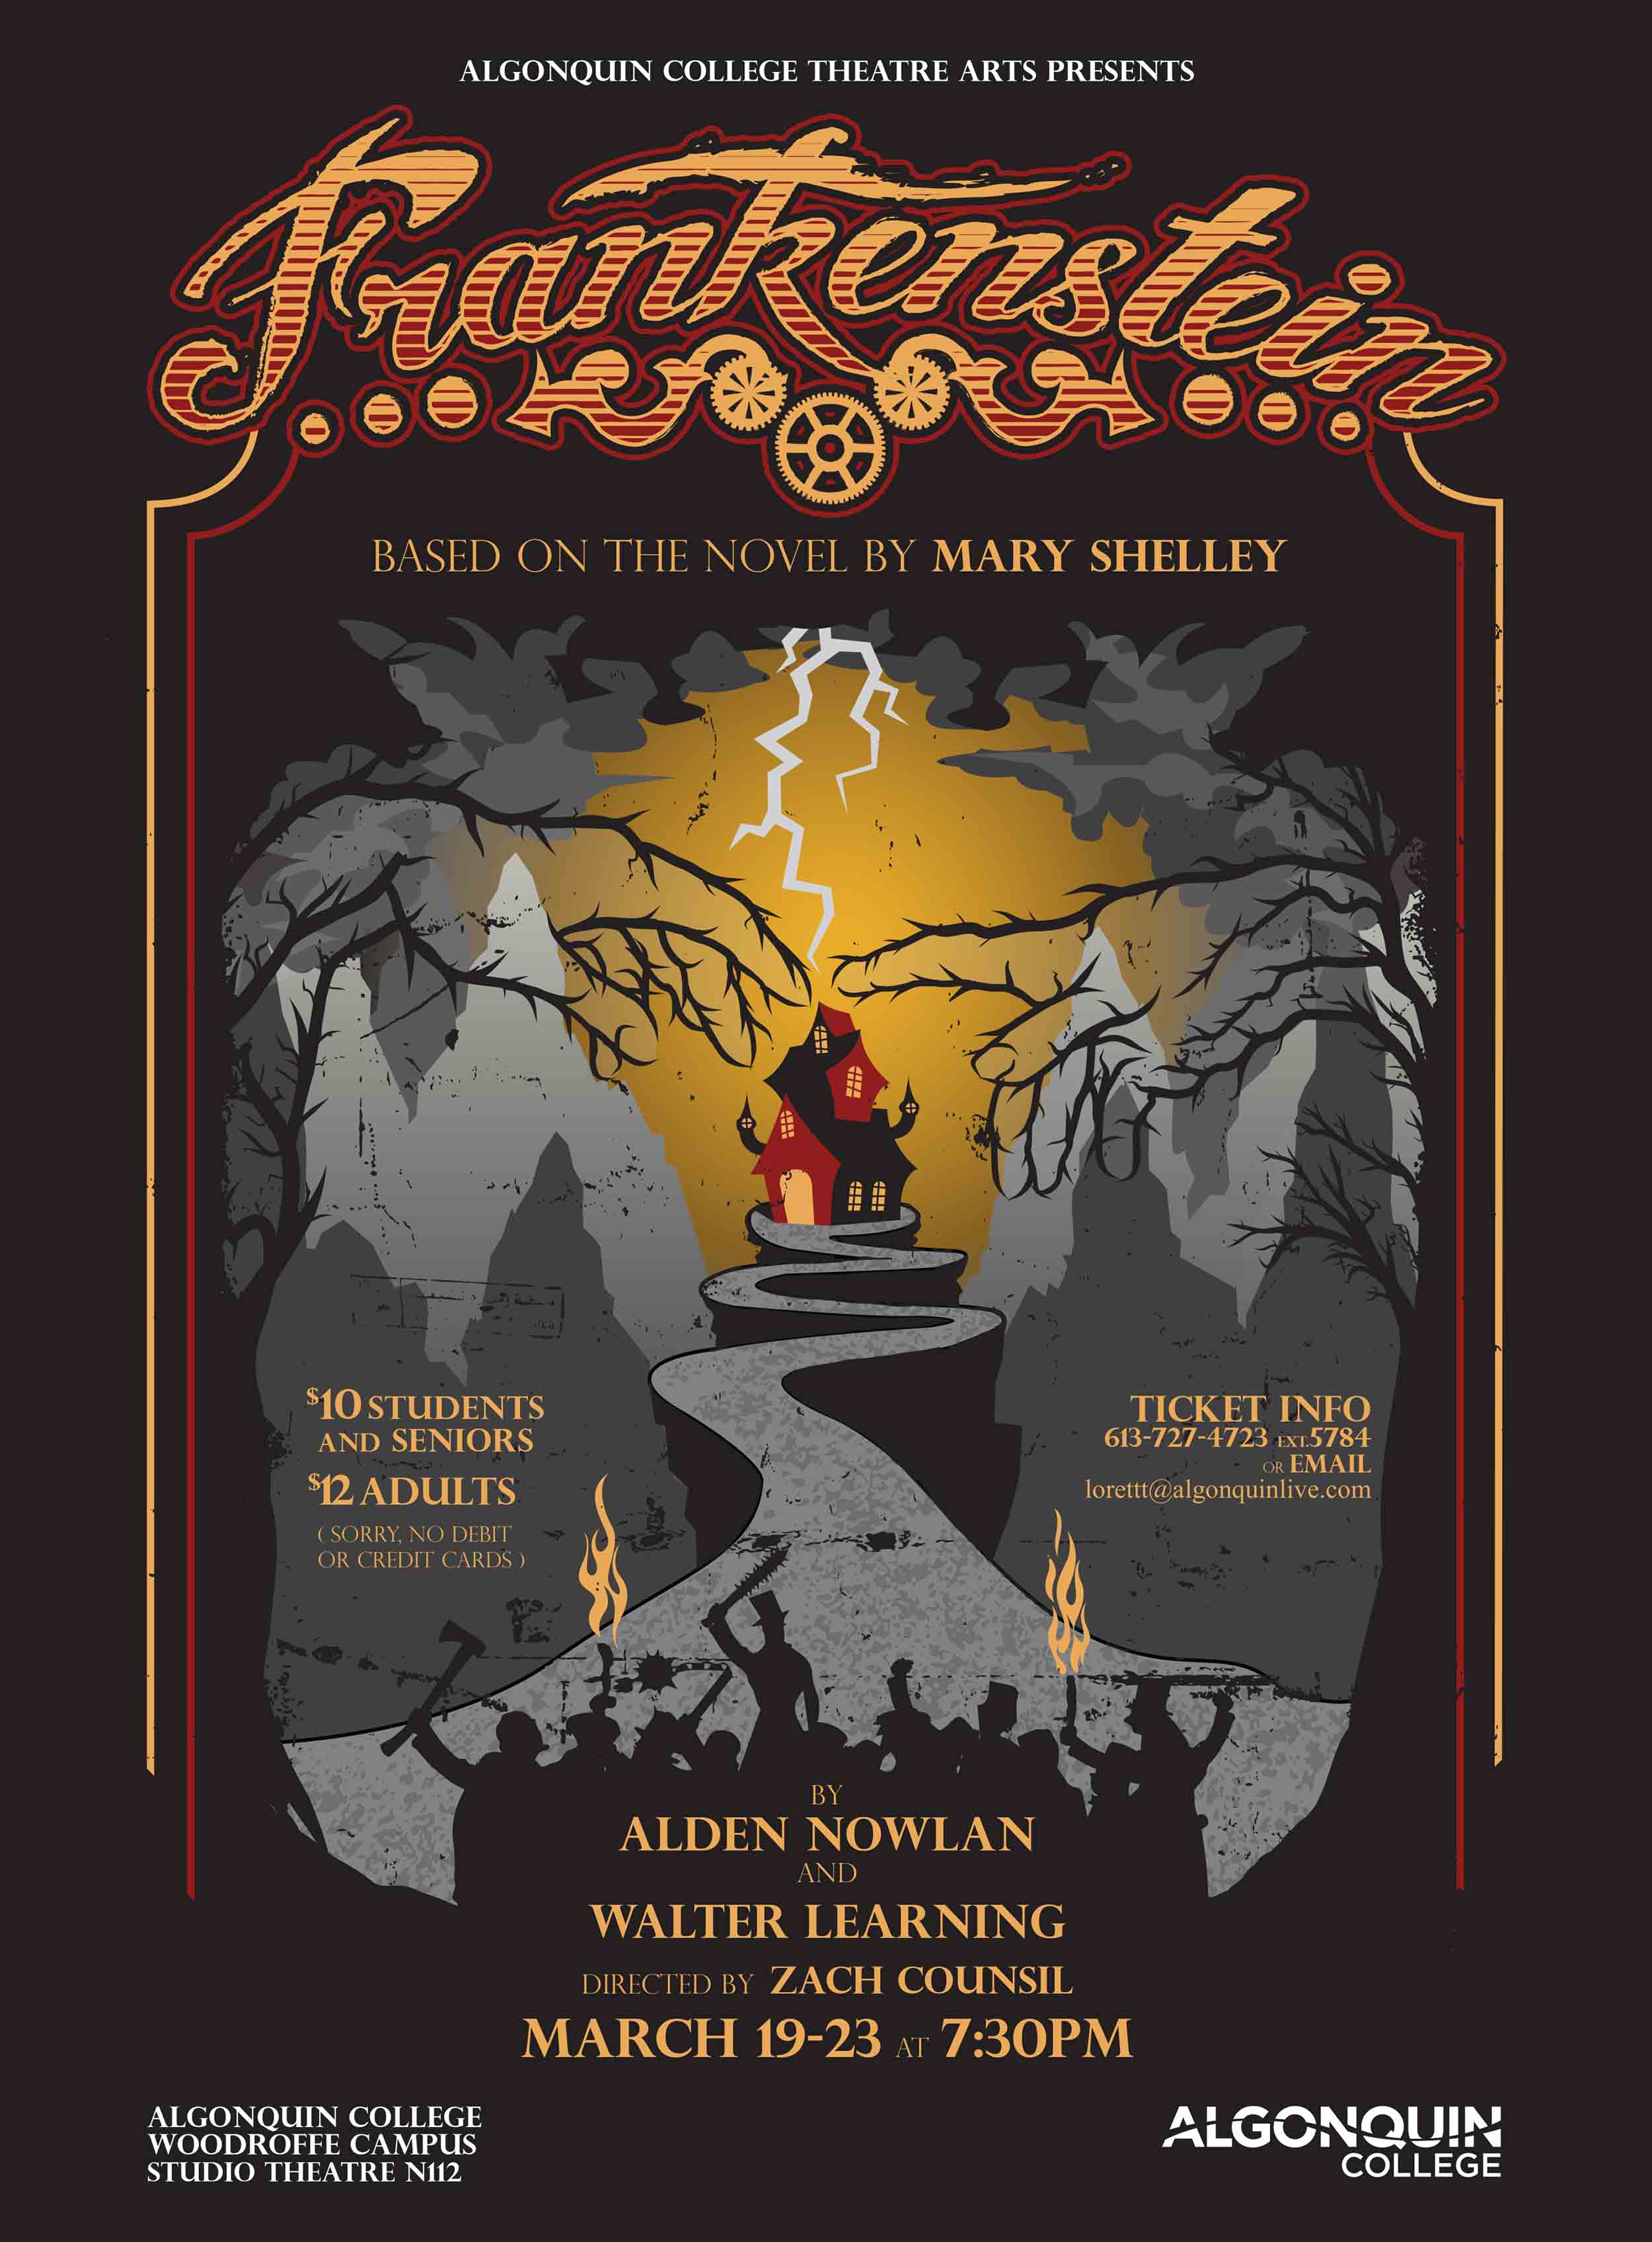 ALGONQUIN COLLEGE THEATRE ARTS PRESENTS
Frankenstein
BASED ON THE NOVEL BY MARY SHELLEY
$10 STUDENTS
AND SENIORS
$12 ADULTS
( SORRY, NO DEBIT
OR CREDIT CARDS )
TICKET INFO
613-727-4723 EXT.5784
OR EMAIL
lorettt@algonquinlive.com
BY
ALDEN NOWLAN
AND
WALTER LEARNING
DIRECTED BY ZACH COUNSIL
MARCH 19-23 AT 7:30PM
ALGONQUIN COLLEGE
WOODROFFE CAMPUS
STUDIO THEATRE N112
ALGONQUIN
COLLEGE